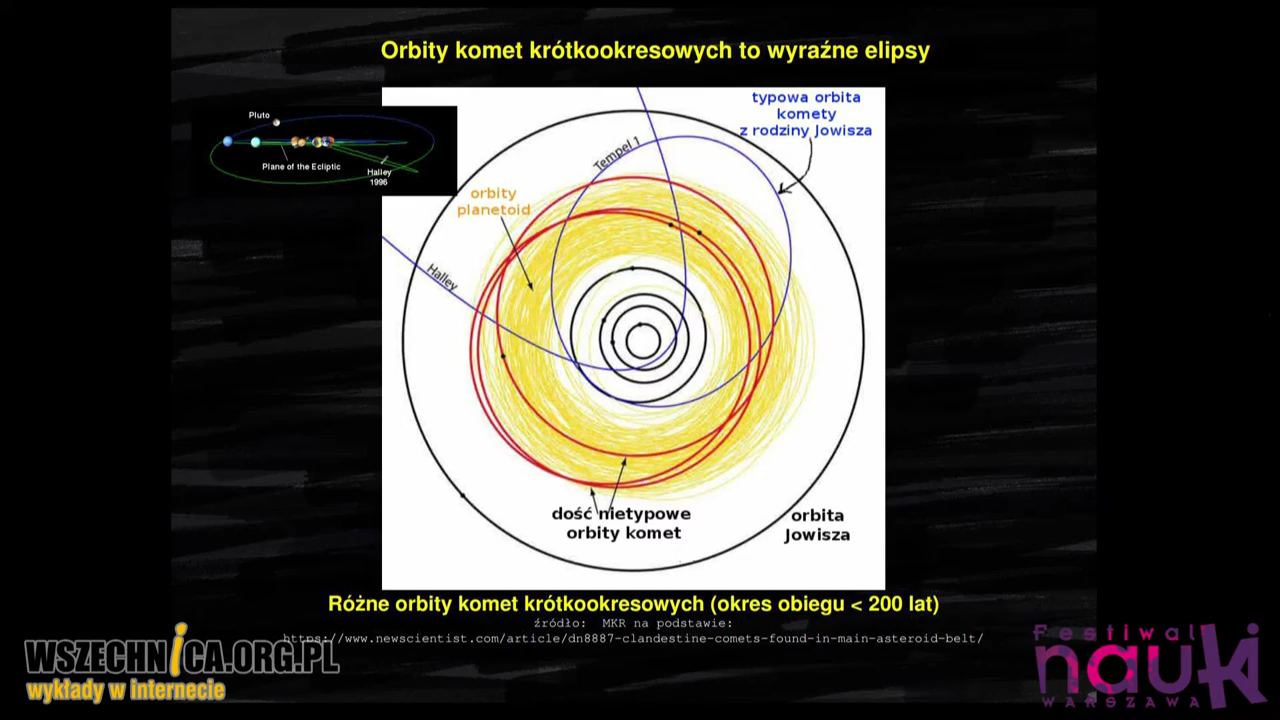 Orbity komet krótkookresowych to wyraźne elipsy
Pluto
Plane of the Ecliptic
Halley
1996
typowa orbita
komety
z rodziny Jowisza
Tempel 1
orbity
planetoid
Halley
dość nietypowe
orbity komet
orbita
Jowisza
Różne orbity komet krótkookresowych (okres obiegu < 200 lat)
źródło: MKR na podstawie:
https://www.newscientist.com/article/dn8887-clandestine-comets-found-in-main-asteroid-belt/
WSZECHNICA.ORG.PL
wykłady w internecie
Festiwal
nauki
WARSZAWA